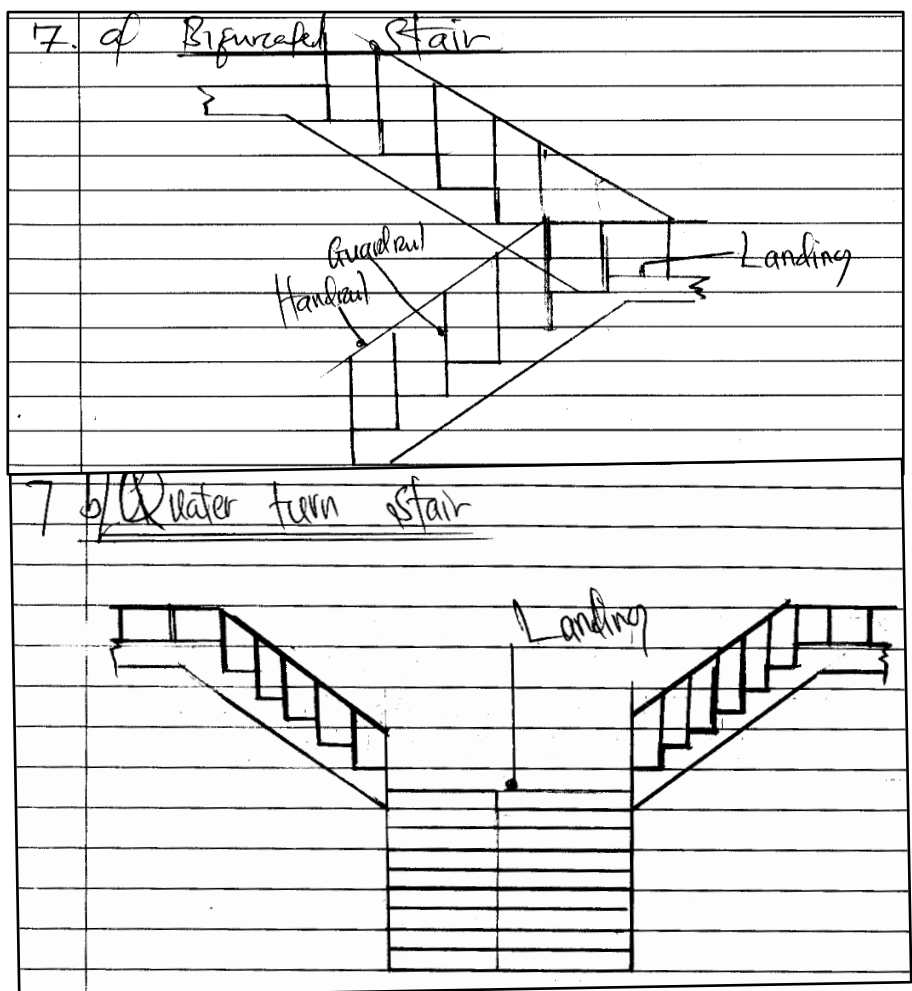 7. a) Bifurcated Stair
Guardrail
Handrail
Landing
7 b) Quater turn stair
Landing